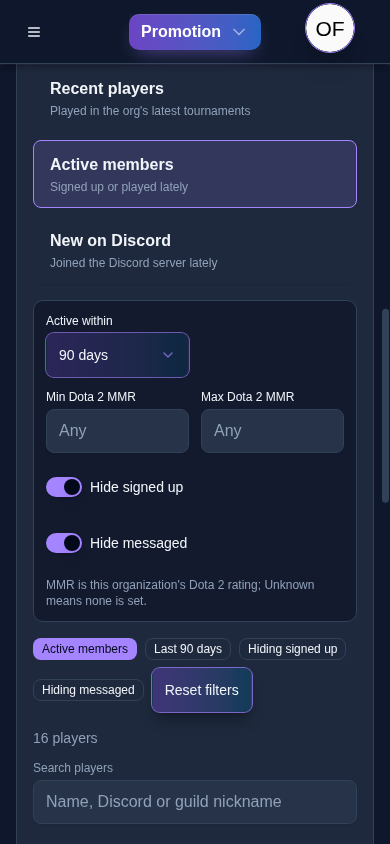 Promotion
OF
Recent players
Played in the org's latest tournaments
Active members
Signed up or played lately
New on Discord
Joined the Discord server lately
Active within
90 days
Min Dota 2 MMR Max Dota 2 MMR
Any Any
Hide signed up
Hide messaged
MMR is this organization's Dota 2 rating; Unknown
means none is set.
Active members Last 90 days Hiding signed up
Hiding messaged Reset filters
16 players
Search players
Name, Discord or guild nickname